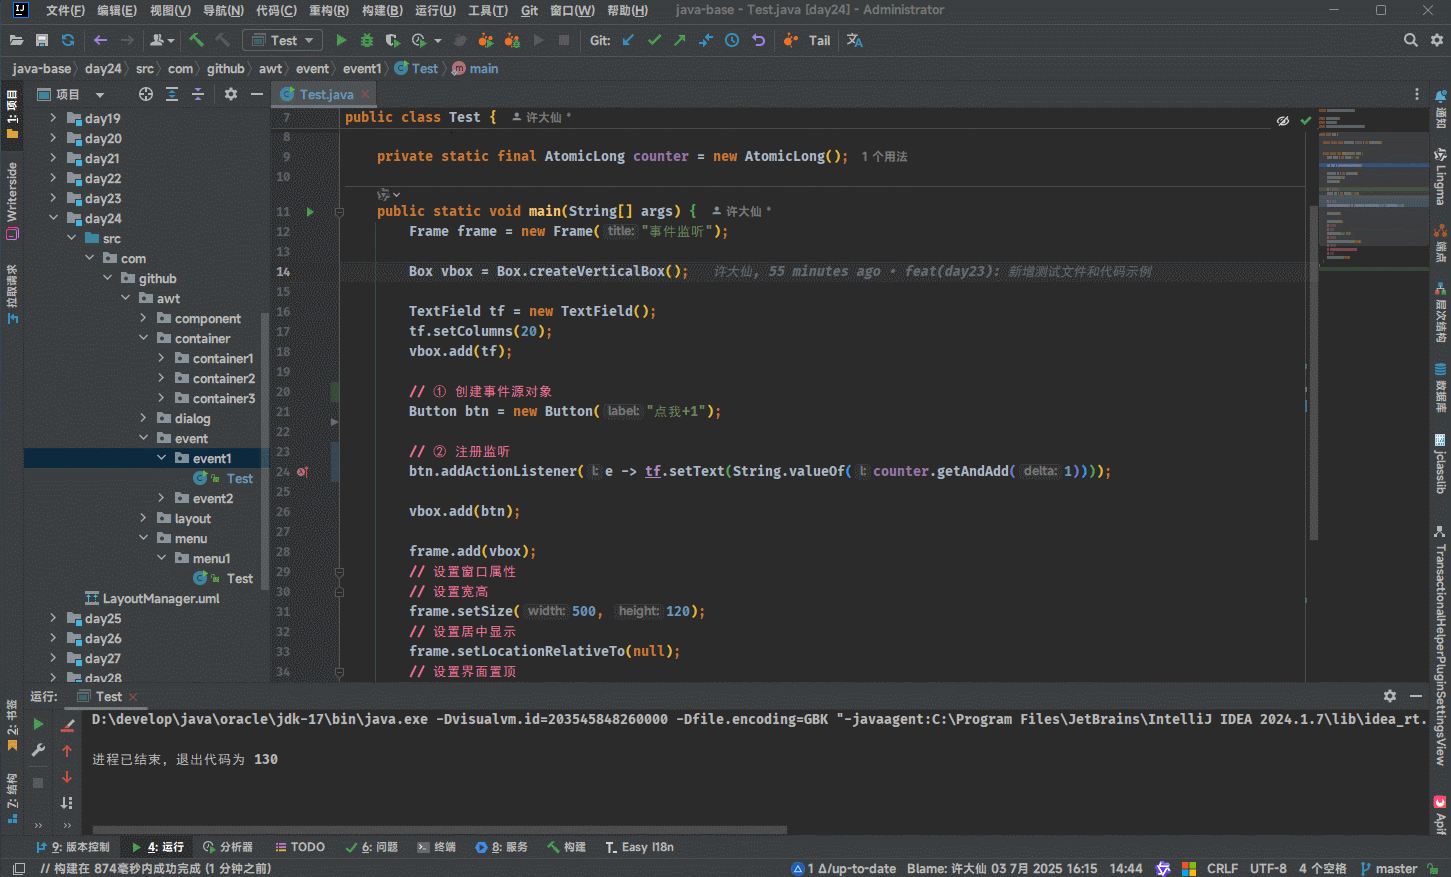 文件(F) 编辑(E) 视图(V) 导航(N) 代码(C) 重构(R) 构建(B) 运行(U) 工具(T) Git 窗口(W) 帮助(H) java-base - Test.java [day24] - Administrator
Test Git: Tail
java-base day24 src com github awt event event1 Test main
1: 项目
Writerside
拉取请求
2: 书签
7: 结构
项目
day19
day20
day21
day22
day23
day24
src
com
github
awt
component
container
container1
container2
container3
dialog
event
event1
Test
event2
layout
menu
menu1
Test
LayoutManager.uml
day25
day26
day27
day28
Test.java
7 public class Test { 许大仙 *
8
9 private static final AtomicLong counter = new AtomicLong(); 1 个用法
10
11 public static void main(String[] args) { 许大仙 *
12 Frame frame = new Frame( title: "事件监听");
13
14 Box vbox = Box.createVerticalBox(); 许大仙, 55 minutes ago • feat(day23): 新增测试文件和代码示例
15
16 TextField tf = new TextField();
17 tf.setColumns(20);
18 vbox.add(tf);
19
20 // ① 创建事件源对象
21 Button btn = new Button( label: "点我+1");
22
23 // ② 注册监听
24 btn.addActionListener( l: e -> tf.setText(String.valueOf( l: counter.getAndAdd( delta: 1))));
25
26 vbox.add(btn);
27
28 frame.add(vbox);
29 // 设置窗口属性
30 // 设置宽高
31 frame.setSize( width: 500, height: 120);
32 // 设置居中显示
33 frame.setLocationRelativeTo(null);
34 // 设置界面置顶
通知
Lingma
端点
层次结构
数据库
jclasslib
TransactionalHelperPluginSettingsView
Apif
运行: Test
D:\develop\java\oracle\jdk-17\bin\java.exe -Dvisualvm.id=203545848260000 -Dfile.encoding=GBK "-javaagent:C:\Program Files\JetBrains\IntelliJ IDEA 2024.1.7\lib\idea_rt.
进程已结束，退出代码为 130
9: 版本控制 4: 运行 分析器 TODO 6: 问题 终端 8: 服务 构建 Easy I18n
// 构建在 874毫秒内成功完成 (1 分钟之前) 1 Δ/up-to-date Blame: 许大仙 03 7月 2025 16:15 14:44 CRLF UTF-8 4 个空格 master